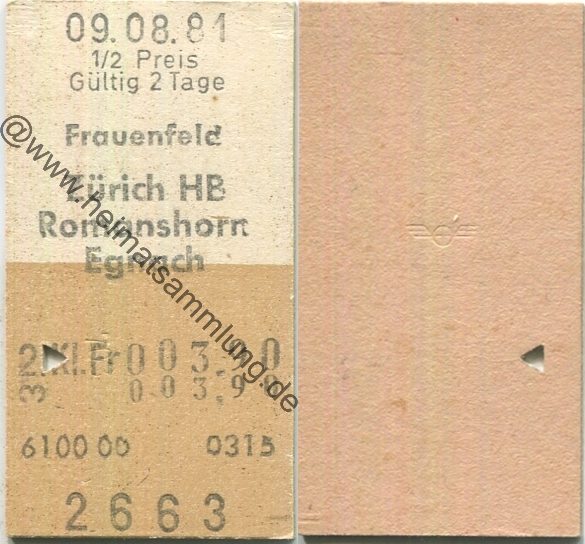 09.08.81
1/2 Preis
Gültig 2 Tage
Frauenfeld
Zürich HB
Romanshorn
Egnach
2. Kl. Fr 003.90
3 003.90
6100 00 0315
2663
@www.heimatsammlung.de